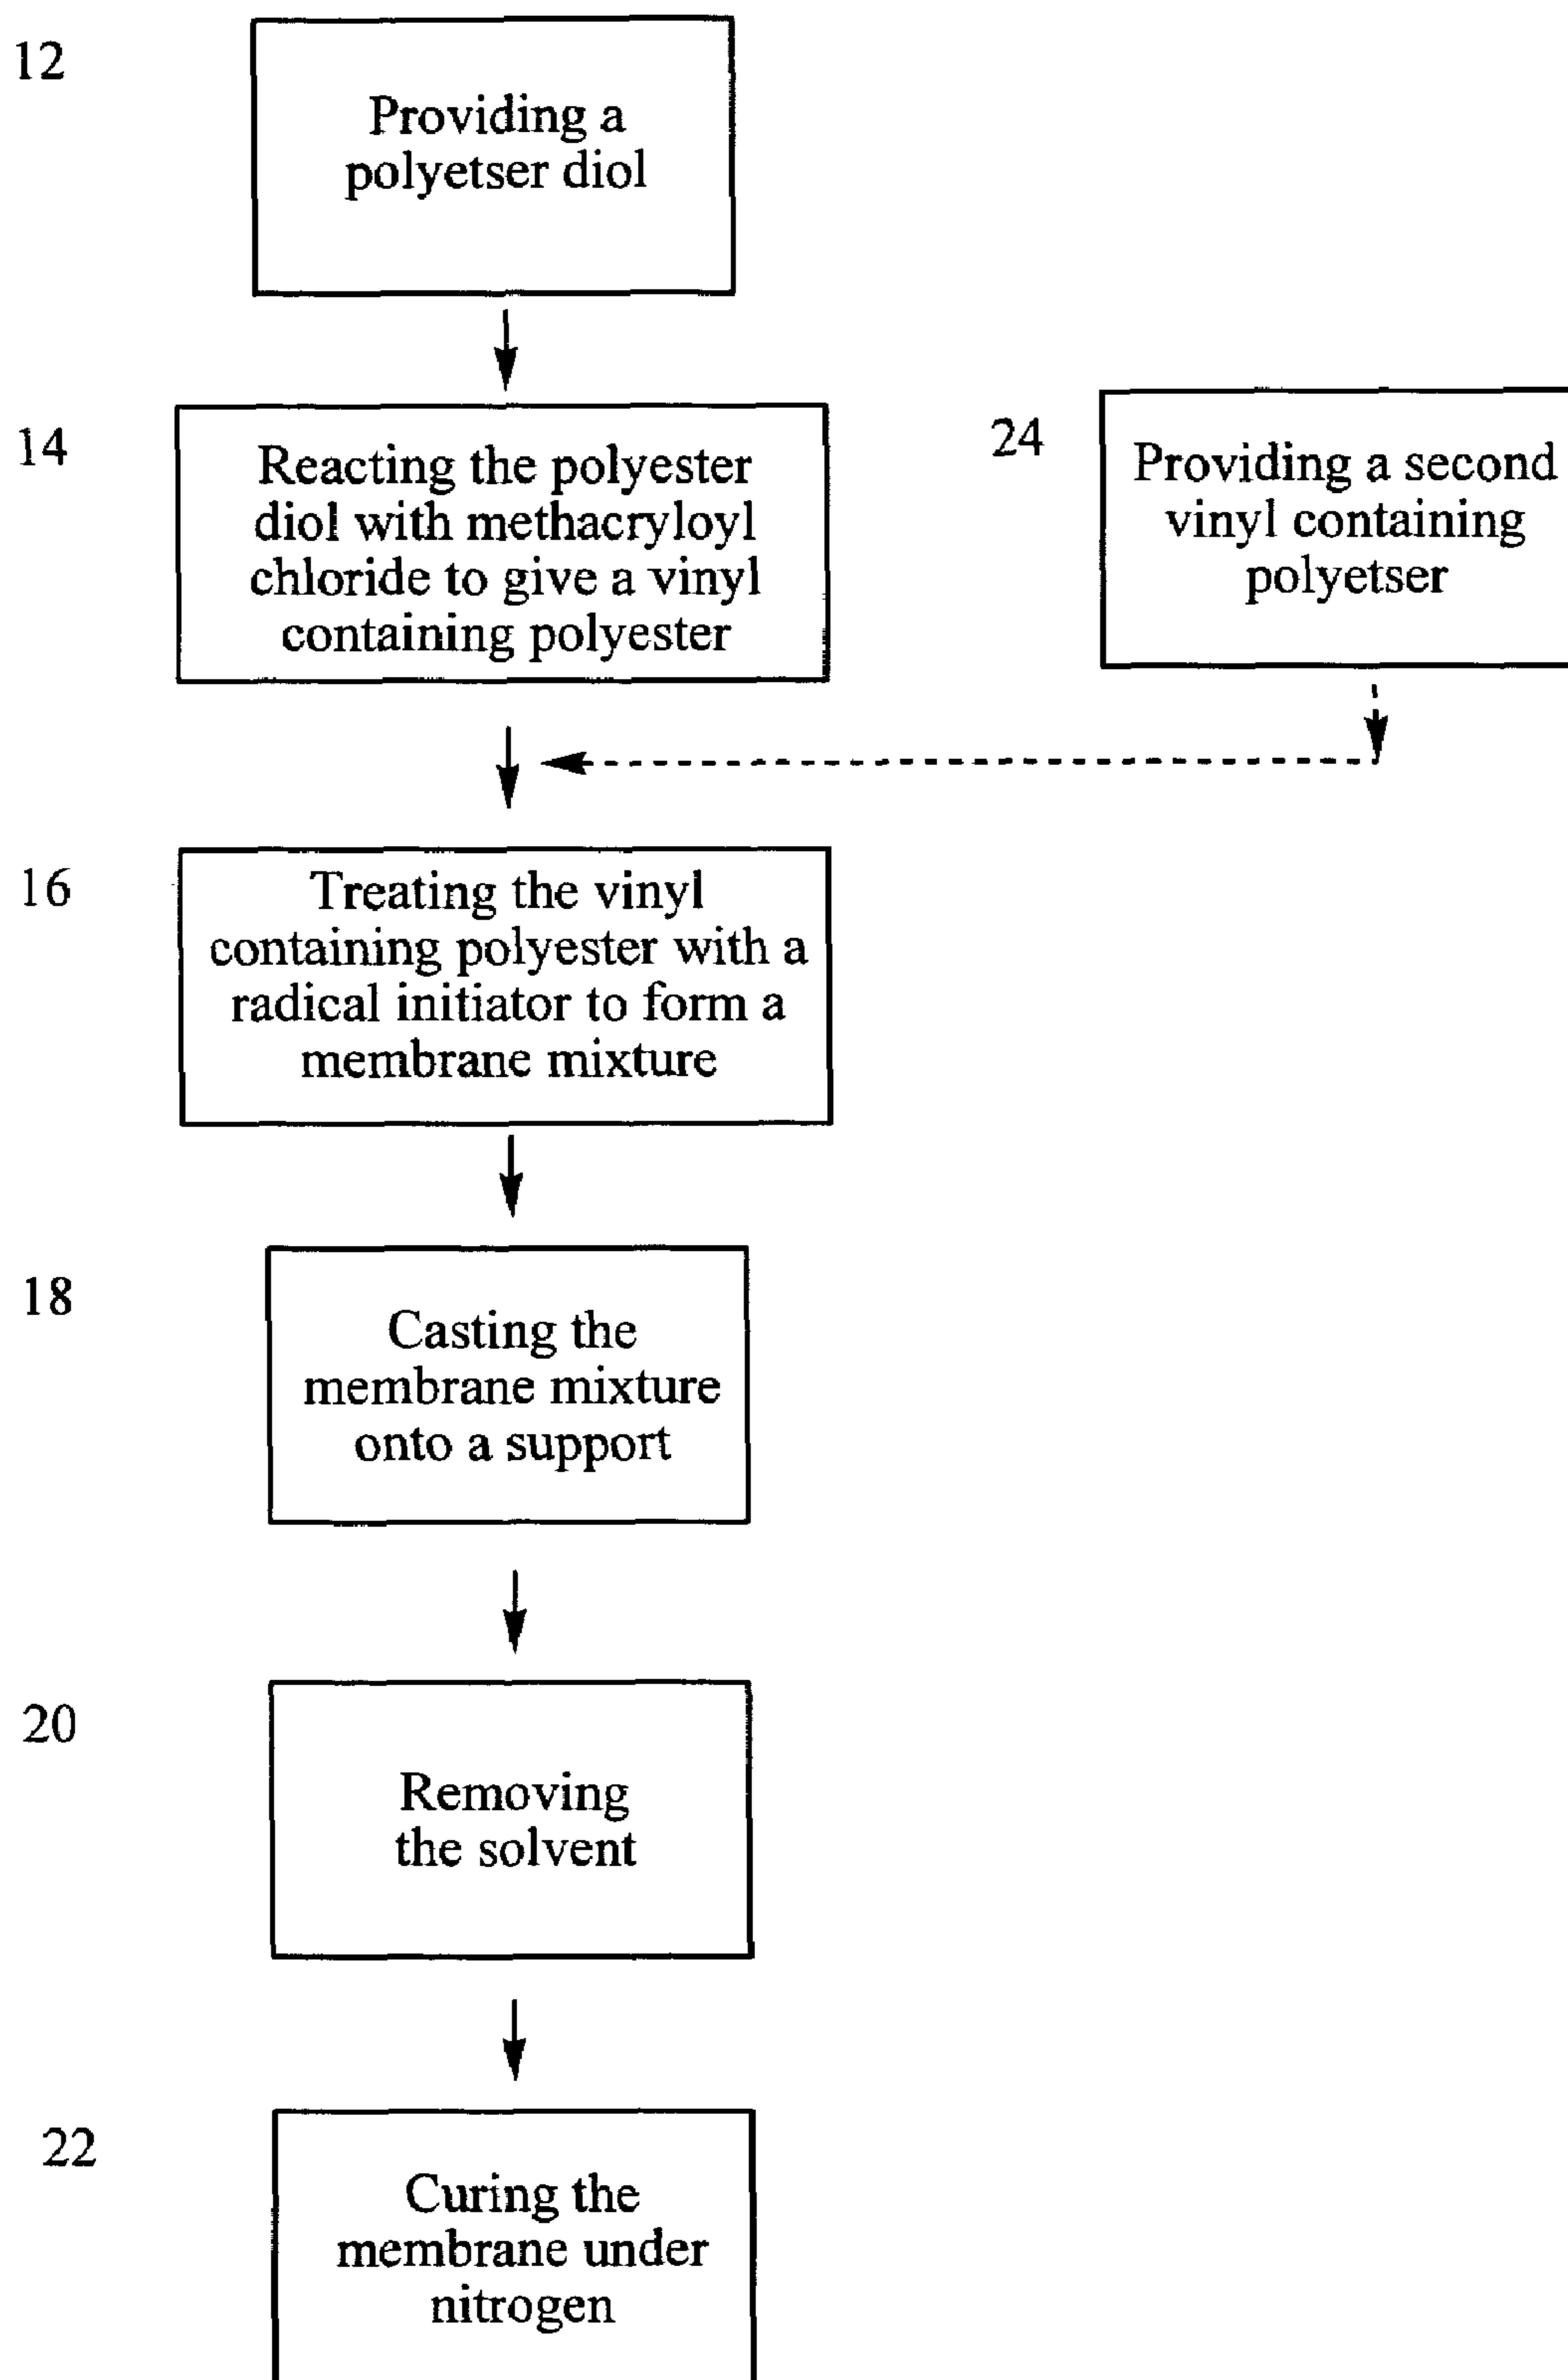 12
Providing a
polyetser diol
14
Reacting the polyester
diol with methacryloyl
chloride to give a vinyl
containing polyester
24
Providing a second
vinyl containing
polyetser
16
Treating the vinyl
containing polyester with a
radical initiator to form a
membrane mixture
18
Casting the
membrane mixture
onto a support
20
Removing
the solvent
22
Curing the
membrane under
nitrogen